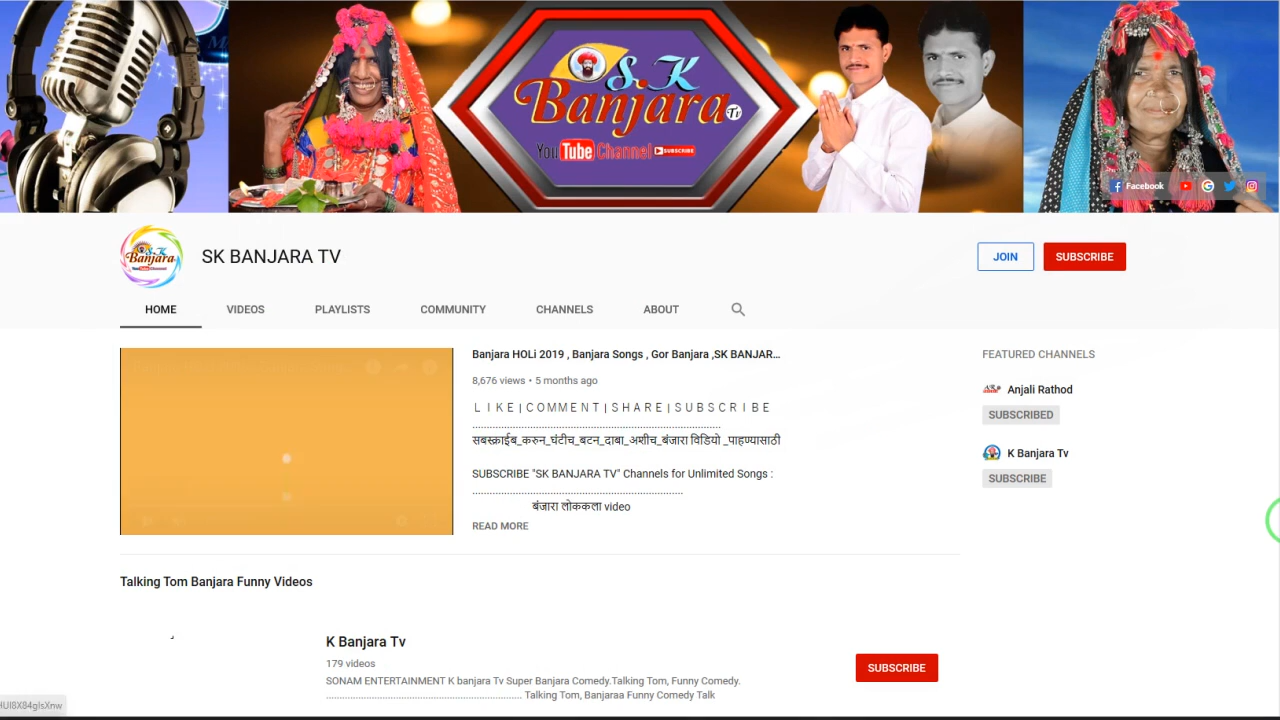 S.K
Banjara Tv
YouTube Channel SUBSCRIBE
Facebook
S.K
Banjara
SK BANJARA TV
JOIN
SUBSCRIBE
HOME
VIDEOS
PLAYLISTS
COMMUNITY
CHANNELS
ABOUT
Banjara HOLi 2019 , Banjara Songs , Gor Banjara ,SK BANJAR...
8,676 views • 5 months ago
L I K E | C O M M E N T | S H A R E | S U B S C R I B E
सबस्क्राईब_करुन_घंटीच_बटन_दाबा_अशीच_बंजारा विडियो _पाहण्यासाठी
SUBSCRIBE "SK BANJARA TV" Channels for Unlimited Songs :
बंजारा लोककला video
READ MORE
FEATURED CHANNELS
Anjali Rathod
SUBSCRIBED
K Banjara Tv
SUBSCRIBE
Talking Tom Banjara Funny Videos
K Banjara Tv
179 videos
SONAM ENTERTAINMENT K banjara Tv Super Banjara Comedy.Talking Tom, Funny Comedy.
Talking Tom, Banjaraa Funny Comedy Talk
SUBSCRIBE